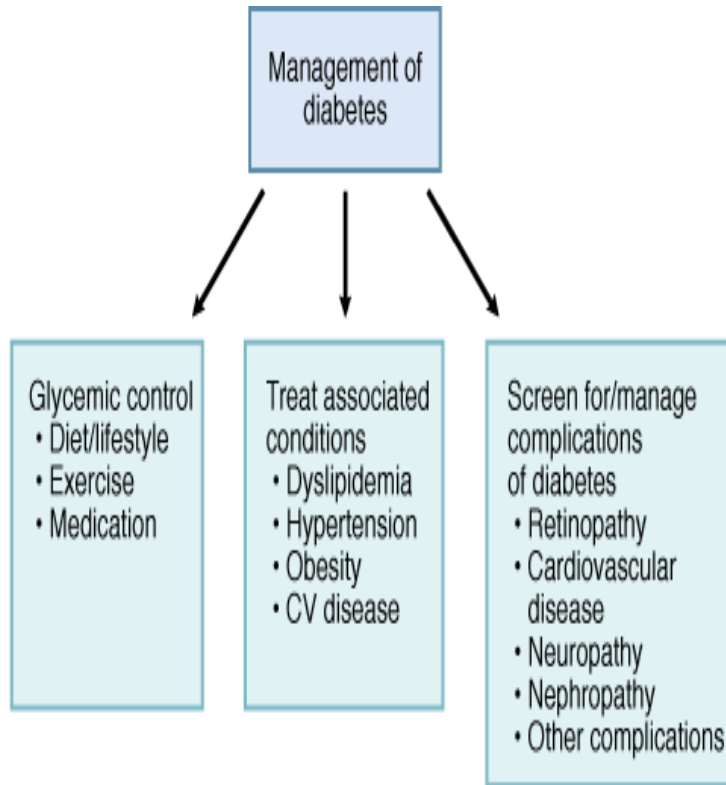 Management of
diabetes
Glycemic control
• Diet/lifestyle
• Exercise
• Medication
Treat associated
conditions
• Dyslipidemia
• Hypertension
• Obesity
• CV disease
Screen for/manage
complications
of diabetes
• Retinopathy
• Cardiovascular
disease
• Neuropathy
• Nephropathy
• Other complications